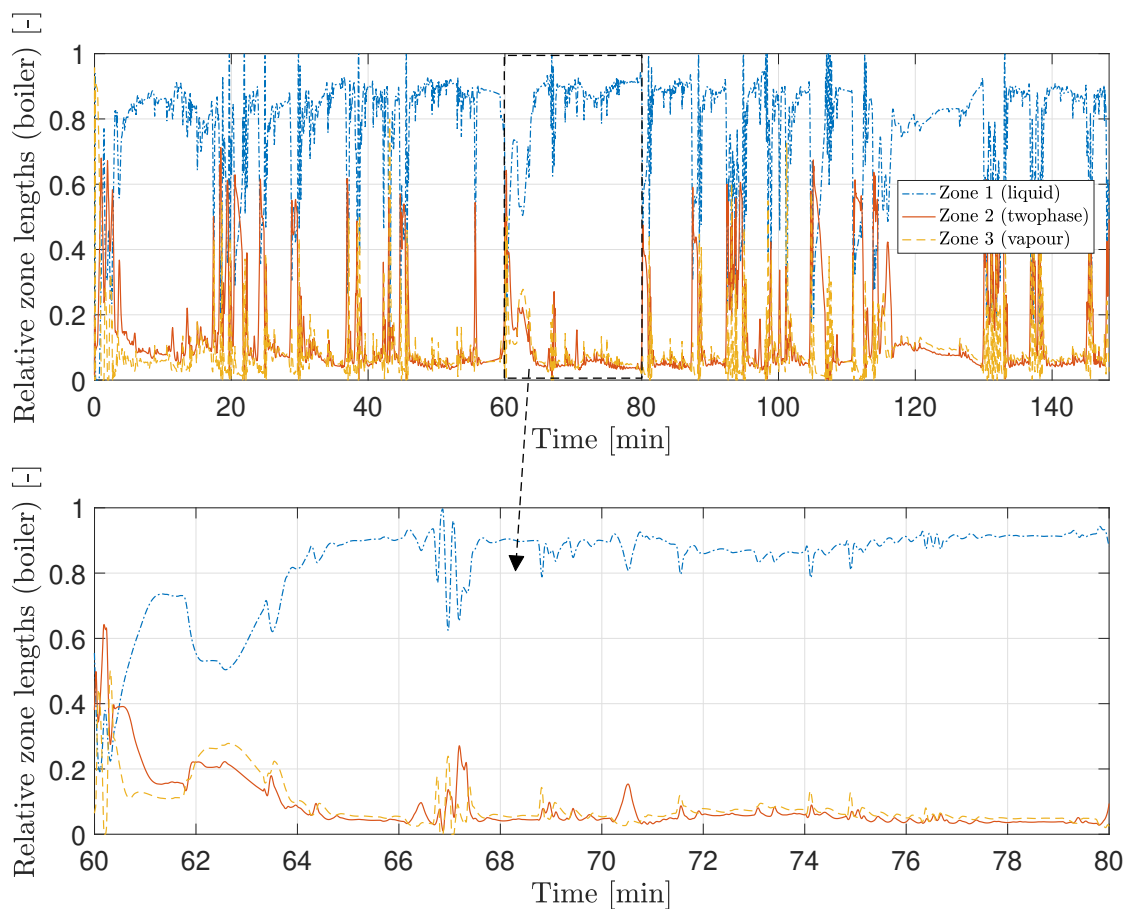 Relative zone lengths (boiler) [-]
1
0.8
0.6
0.4
0.2
0
Zone 1 (liquid)
Zone 2 (twophase)
Zone 3 (vapour)
0 20 40 60 80 100 120 140
Time [min]
Relative zone lengths (boiler) [-]
1
0.8
0.6
0.4
0.2
0
60 62 64 66 68 70 72 74 76 78 80
Time [min]